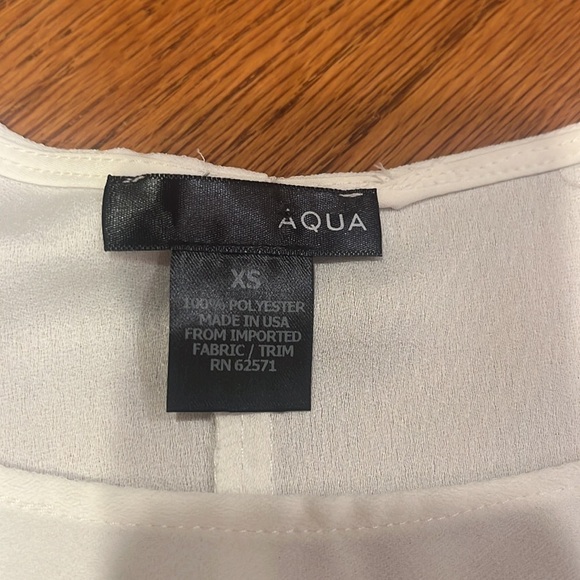 AQUA
XS
100% POLYESTER
MADE IN USA
FROM IMPORTED
FABRIC / TRIM
RN 62571